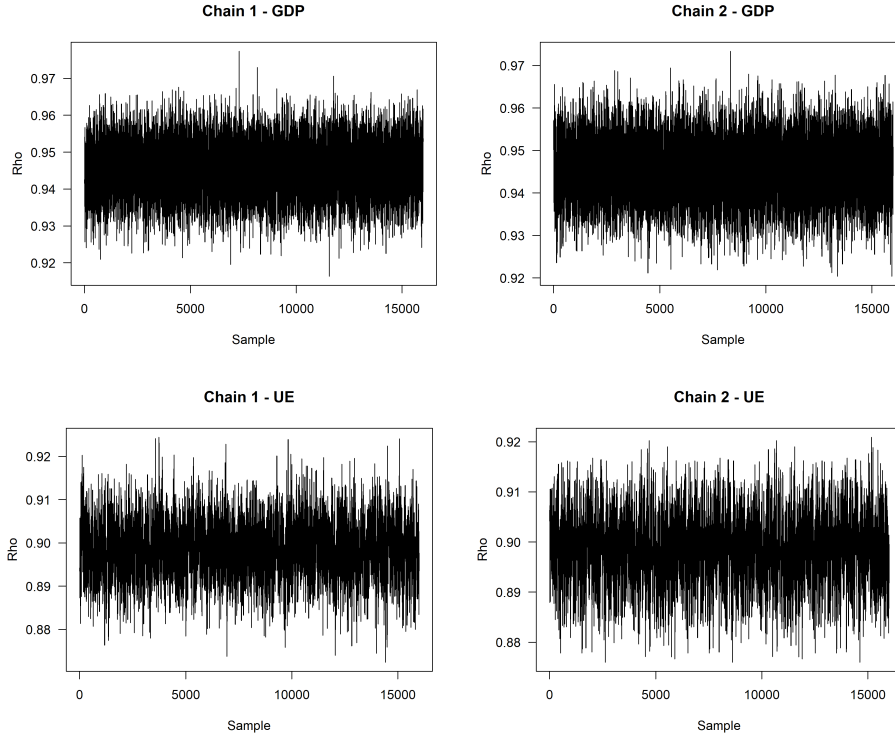 Chain 1 - GDP
Chain 2 - GDP
Rho
0.97
0.96
0.95
0.94
0.93
0.92
0 5000 10000 15000
Sample
Rho
0.97
0.96
0.95
0.94
0.93
0.92
0 5000 10000 15000
Sample
Chain 1 - UE
Chain 2 - UE
Rho
0.92
0.91
0.90
0.89
0.88
0 5000 10000 15000
Sample
Rho
0.92
0.91
0.90
0.89
0.88
0 5000 10000 15000
Sample